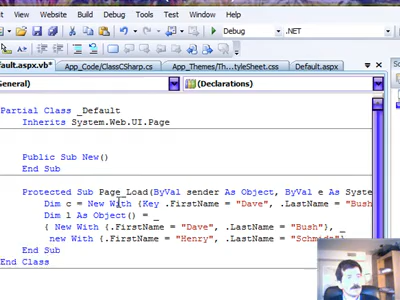 View Website Build Debug Tools Window Help
Debug .NET
fault.aspx.vb* App_Code/ClassCSharp.cs App_Themes/Th...tyleSheet.css Default.aspx
General) (Declarations)
Partial Class _Default
Inherits System.Web.UI.Page
Public Sub New()
End Sub
Protected Sub Page_Load(ByVal sender As Object, ByVal e As Syste
Dim c = New With {Key .FirstName = "Dave", .LastName = "Bush
Dim l As Object() = _
{ New With {.FirstName = "Dave", .LastName = "Bush"}, _
new With {.FirstName = "Henry", .LastName = "Schmidt"}
End Sub
End Class